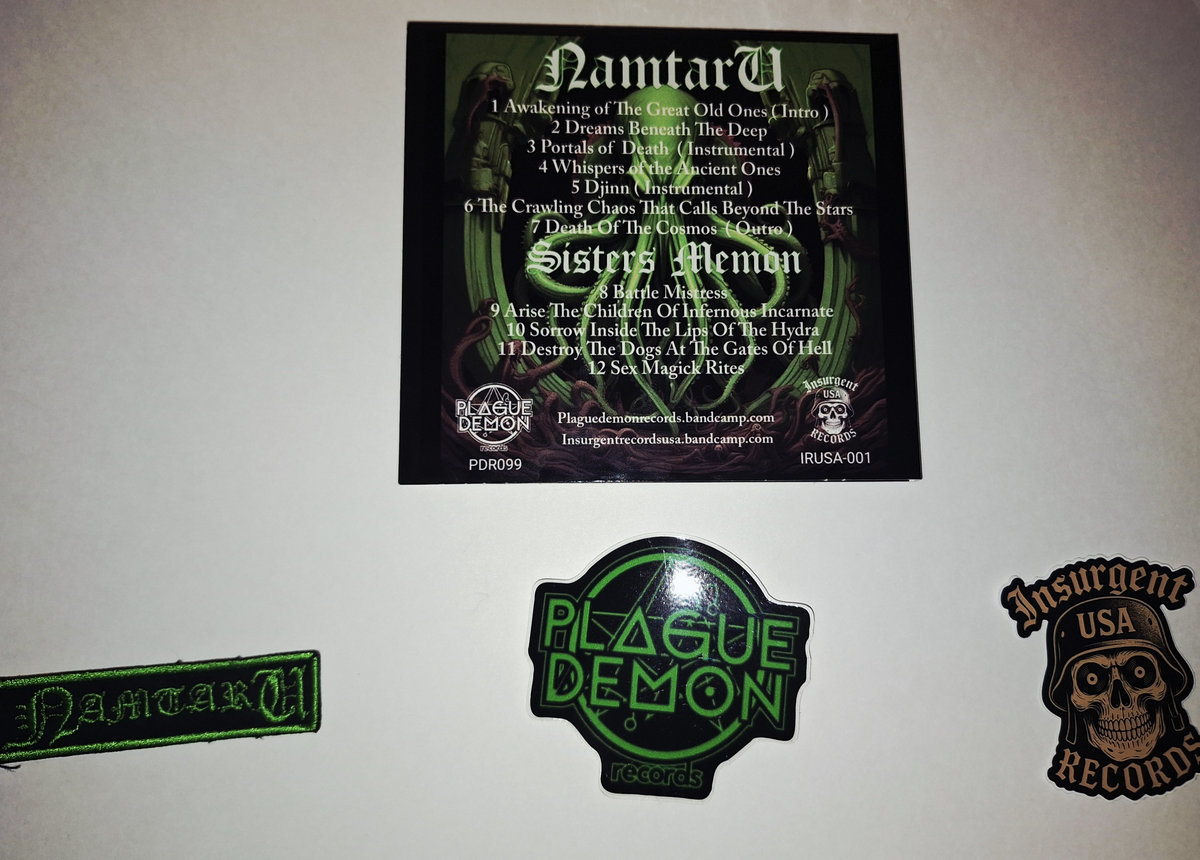 NamtarU
1 Awakening of The Great Old Ones ( Intro )
2 Dreams Beneath The Deep
3 Portals of Death ( Instrumental )
4 Whispers of the Ancient Ones
5 Djinn ( Instrumental )
6 The Crawling Chaos That Calls Beyond The Stars
7 Death Of The Cosmos ( Outro )
Sisters Memon
8 Battle Mistress
9 Arise The Children Of Infernous Incarnate
10 Sorrow Inside The Lips Of The Hydra
11 Destroy The Dogs At The Gates Of Hell
12 Sex Magick Rites
PLAGUE
DEMON
records
PDR099
Plaguedemonrecords.bandcamp.com
Insurgentrecordsusa.bandcamp.com
Insurgent
USA
RECORDS
IRUSA-001
NAMTARU
PLAGUE
DEMON
records
Insurgent
USA
RECORDS